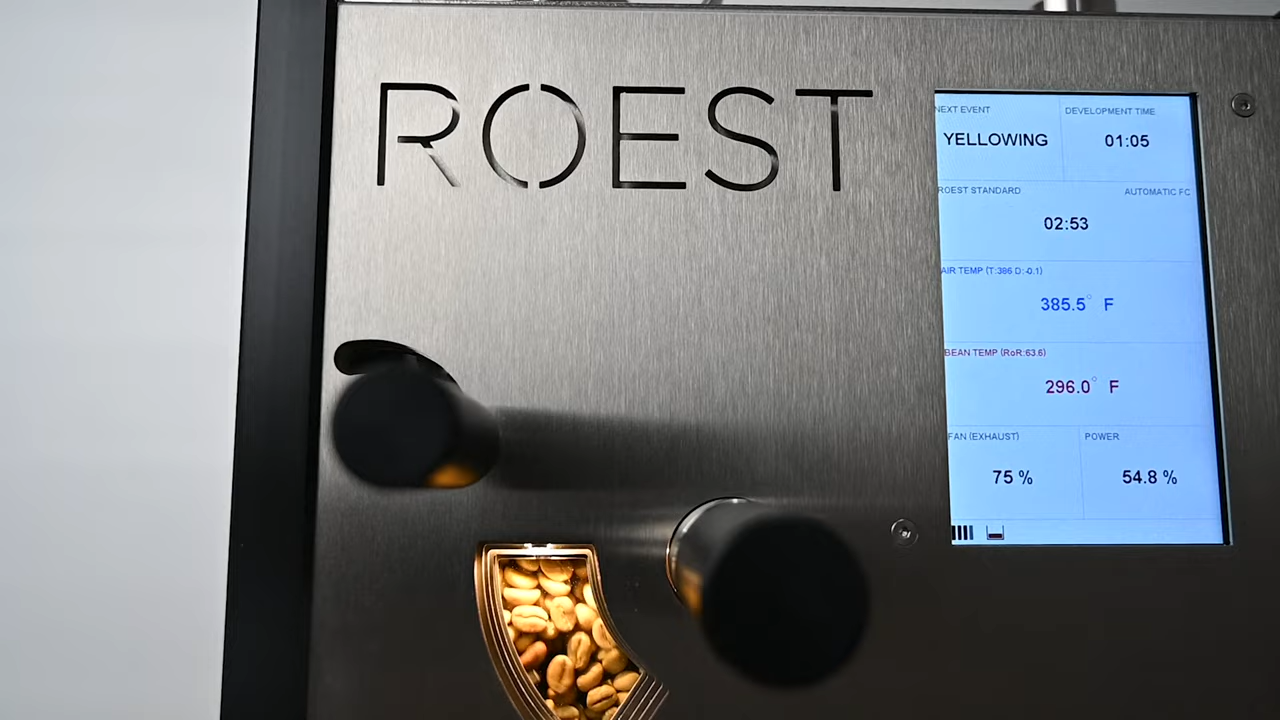 ROEST
NEXT EVENT
DEVELOPMENT TIME
YELLOWING
01:05
ROEST STANDARD
AUTOMATIC FC
02:53
AIR TEMP (T:386 D:-0.1)
385.5° F
BEAN TEMP (RoR:63.6)
296.0° F
FAN (EXHAUST)
POWER
75 %
54.8 %